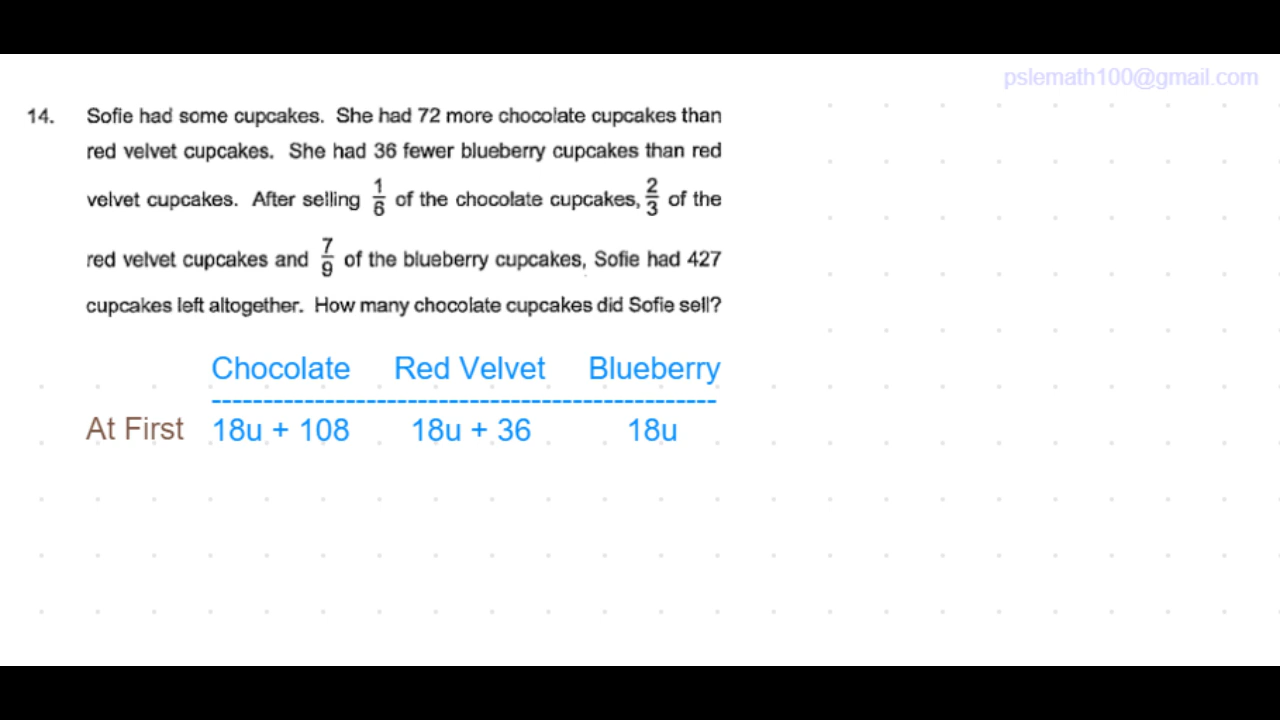 pslemath100@gmail.com
14. Sofie had some cupcakes. She had 72 more chocolate cupcakes than
red velvet cupcakes. She had 36 fewer blueberry cupcakes than red
velvet cupcakes. After selling 1/6 of the chocolate cupcakes, 2/3 of the
red velvet cupcakes and 7/9 of the blueberry cupcakes, Sofie had 427
cupcakes left altogether. How many chocolate cupcakes did Sofie sell?
Chocolate Red Velvet Blueberry
-------------------------------------------------
At First 18u + 108 18u + 36 18u